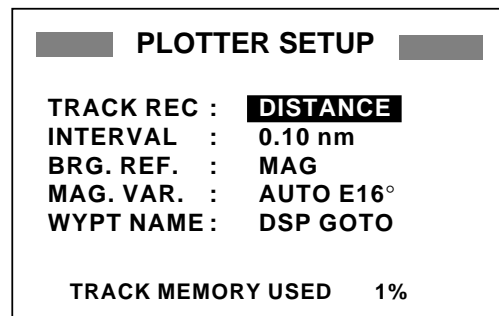 PLOTTER SETUP
TRACK REC : DISTANCE
INTERVAL : 0.10 nm
BRG. REF. : MAG
MAG. VAR. : AUTO E16°
WYPT NAME : DSP GOTO
TRACK MEMORY USED 1%